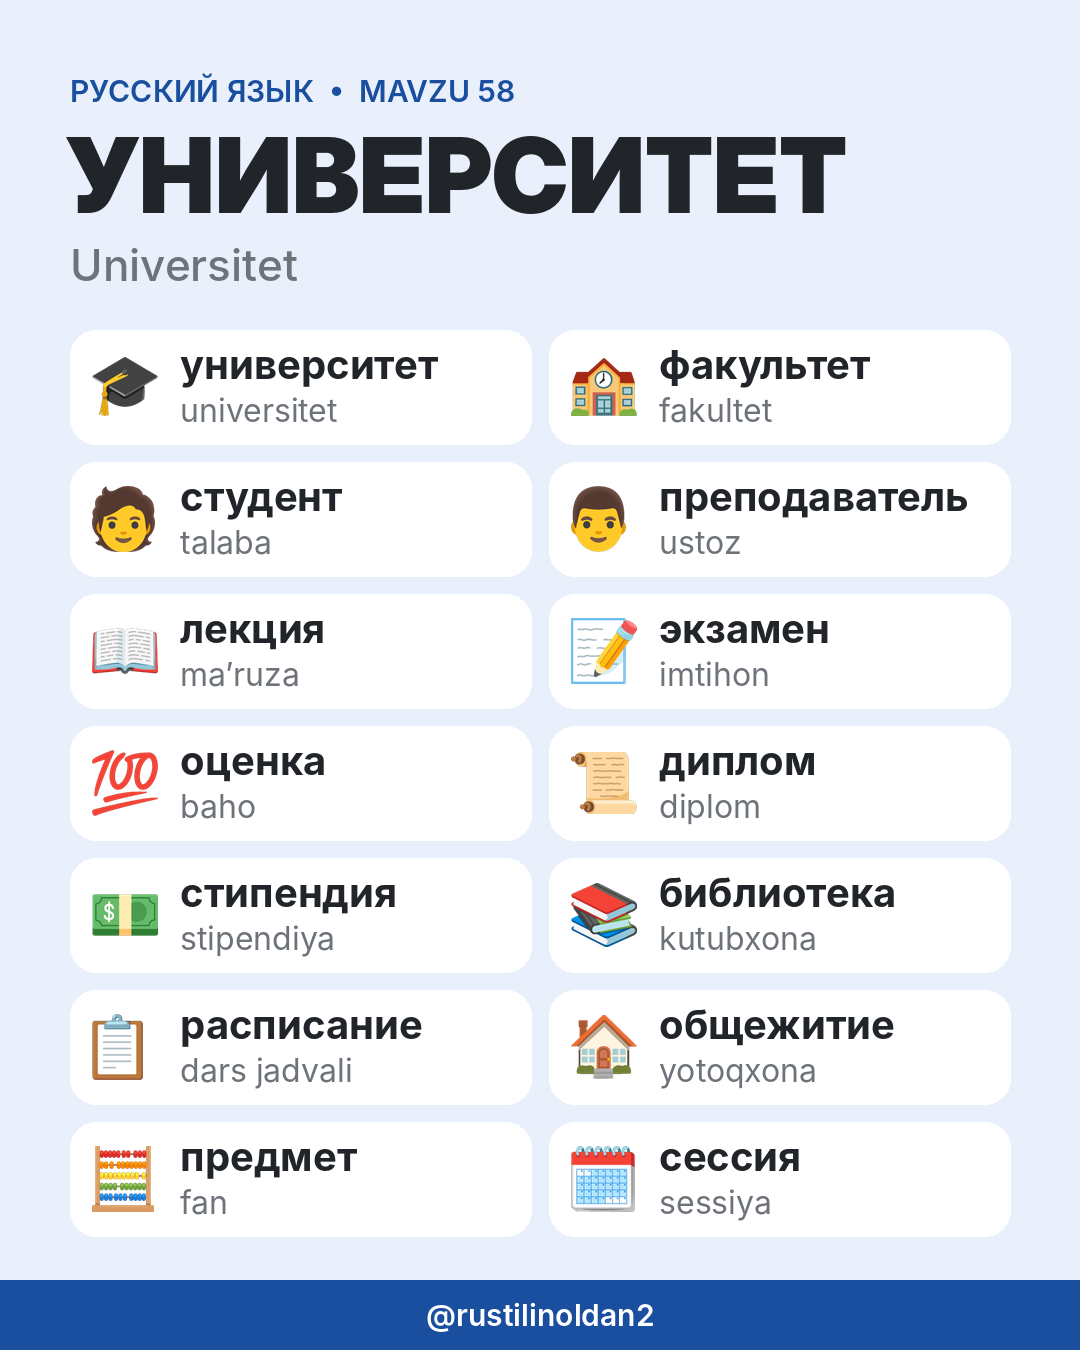 РУССКИЙ ЯЗЫК • MAVZU 58
УНИВЕРСИТЕТ
Universitet
университет
universitet
факультет
fakultet
студент
talaba
преподаватель
ustoz
лекция
ma’ruza
экзамен
imtihon
оценка
baho
диплом
diplom
стипендия
stipendiya
библиотека
kutubxona
расписание
dars jadvali
общежитие
yotoqxona
предмет
fan
сессия
sessiya
@rustilinoldan2